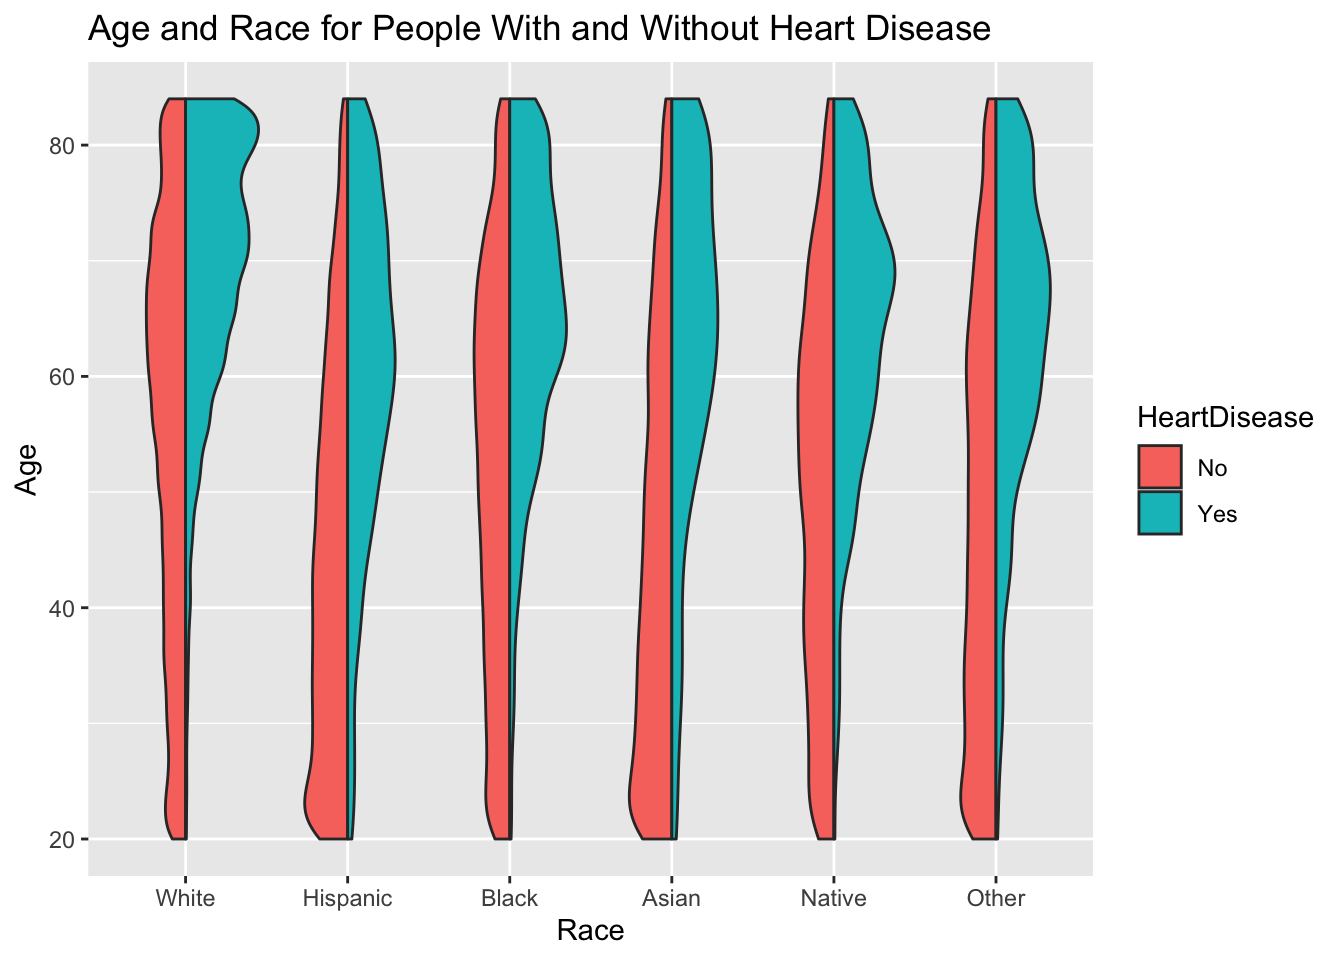 Age and Race for People With and Without Heart Disease
Age
80
60
40
20
White Hispanic Black Asian Native Other
Race
HeartDisease
No
Yes